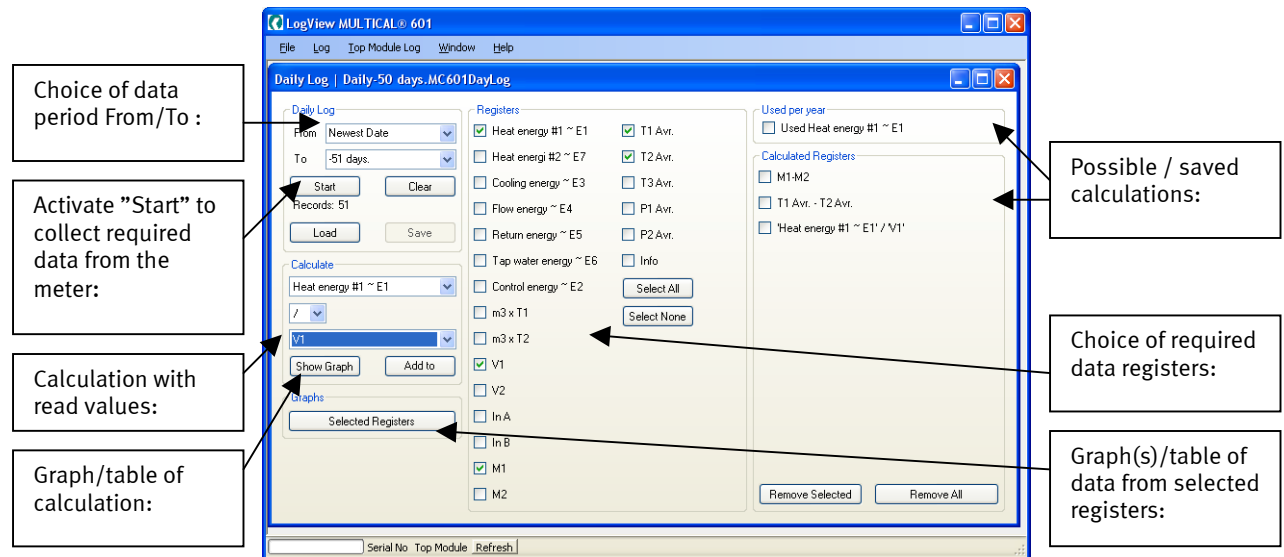 LogView MULTICAL® 601
File Log Top Module Log Window Help
Daily Log | Daily-50 days.MC601DayLog
Choice of data
period From/To :
Activate ”Start” to
collect required
data from the
meter:
Calculation with
read values:
Graph/table of
calculation:
Daily Log
From Newest Date
To -51 days.
Start Clear
Records: 51
Load Save
Calculate
Heat energy #1 ~ E1
/
V1
Show Graph Add to
Graphs
Selected Registers
Registers
Heat energy #1 ~ E1
Heat energi #2 ~ E7
Cooling energy ~ E3
Flow energy ~ E4
Return energy ~ E5
Tap water energy ~ E6
Control energy ~ E2
m3 x T1
m3 x T2
V1
V2
In A
In B
M1
M2
T1 Avr.
T2 Avr.
T3 Avr.
P1 Avr.
P2 Avr.
Info
Select All
Select None
Used per year
Used Heat energy #1 ~ E1
Calculated Registers
M1-M2
T1 Avr. - T2 Avr.
'Heat energy #1 ~ E1' / 'V1'
Remove Selected Remove All
Possible / saved
calculations:
Choice of required
data registers:
Graph(s)/table of
data from selected
registers:
Serial No Top Module Refresh